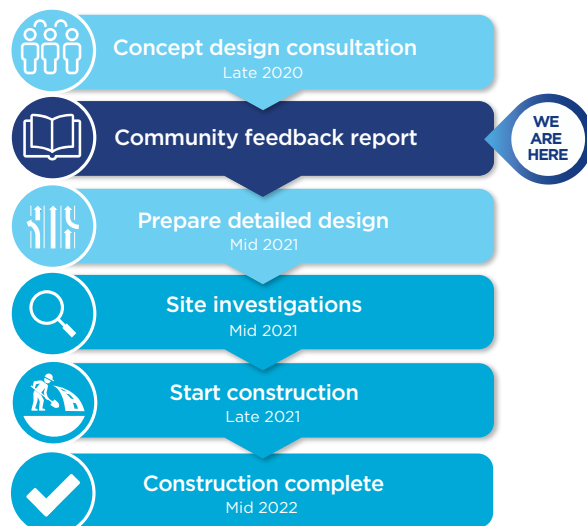 Concept design consultation
Late 2020
Community feedback report
WE
ARE
HERE
Prepare detailed design
Mid 2021
Site investigations
Mid 2021
Start construction
Late 2021
Construction complete
Mid 2022